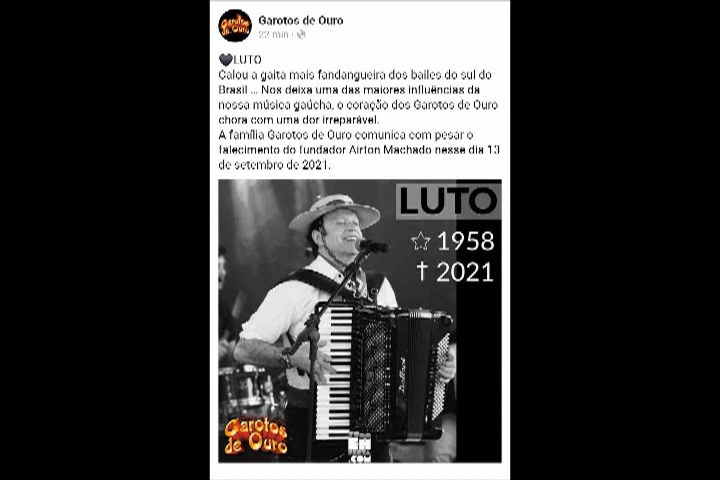 Garotos de Ouro
Garotos de Ouro
22 min ·
🖤LUTO
Calou a gaita mais fandangueira dos bailes do sul do
Brasil ... Nos deixa uma das maiores influências da
nossa música gaúcha, o coração dos Garotos de Ouro
chora com uma dor irreparável.
A família Garotos de Ouro comunica com pesar o
falecimento do fundador Airton Machado nesse dia 13
de setembro de 2021.
LUTO
☆ 1958
† 2021
Garotos
de Ouro